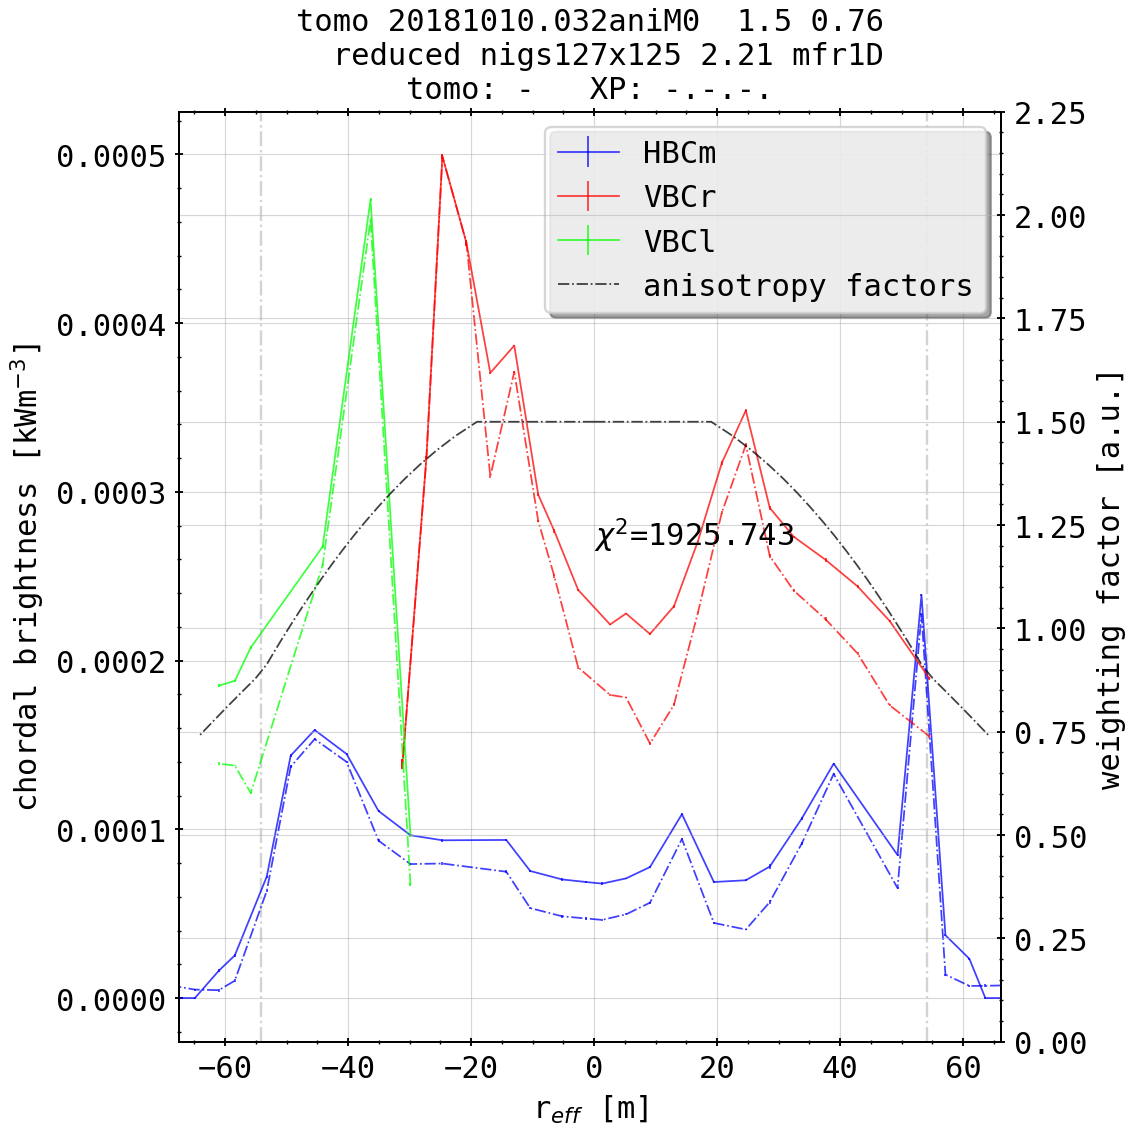 tomo 20181010.032aniM0  1.5 0.76
reduced nigs127x125 2.21 mfr1D
tomo: -   XP: -.-.-.
HBCm
VBCr
VBCl
anisotropy factors
χ²=1925.743
chordal brightness [kWm⁻³]
0.0005
0.0004
0.0003
0.0002
0.0001
0.0000
weighting factor [a.u.]
2.25
2.00
1.75
1.50
1.25
1.00
0.75
0.50
0.25
0.00
−60 −40 −20 0 20 40 60
r_eff [m]